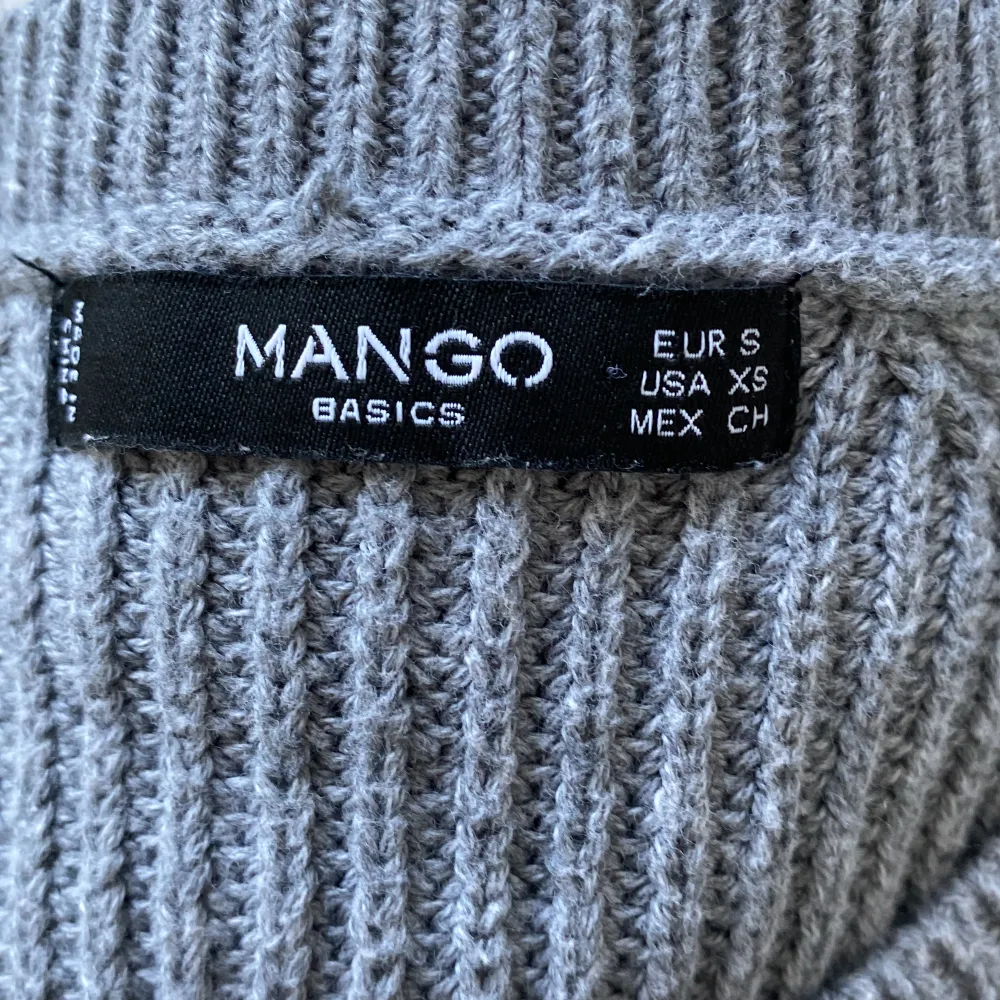 MANGO
BASICS
EUR S
USA XS
MEX CH